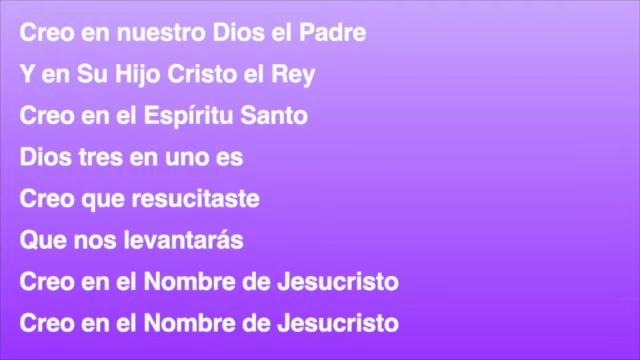 Creo en nuestro Dios el Padre
Y en Su Hijo Cristo el Rey
Creo en el Espíritu Santo
Dios tres en uno es
Creo que resucitaste
Que nos levantarás
Creo en el Nombre de Jesucristo
Creo en el Nombre de Jesucristo